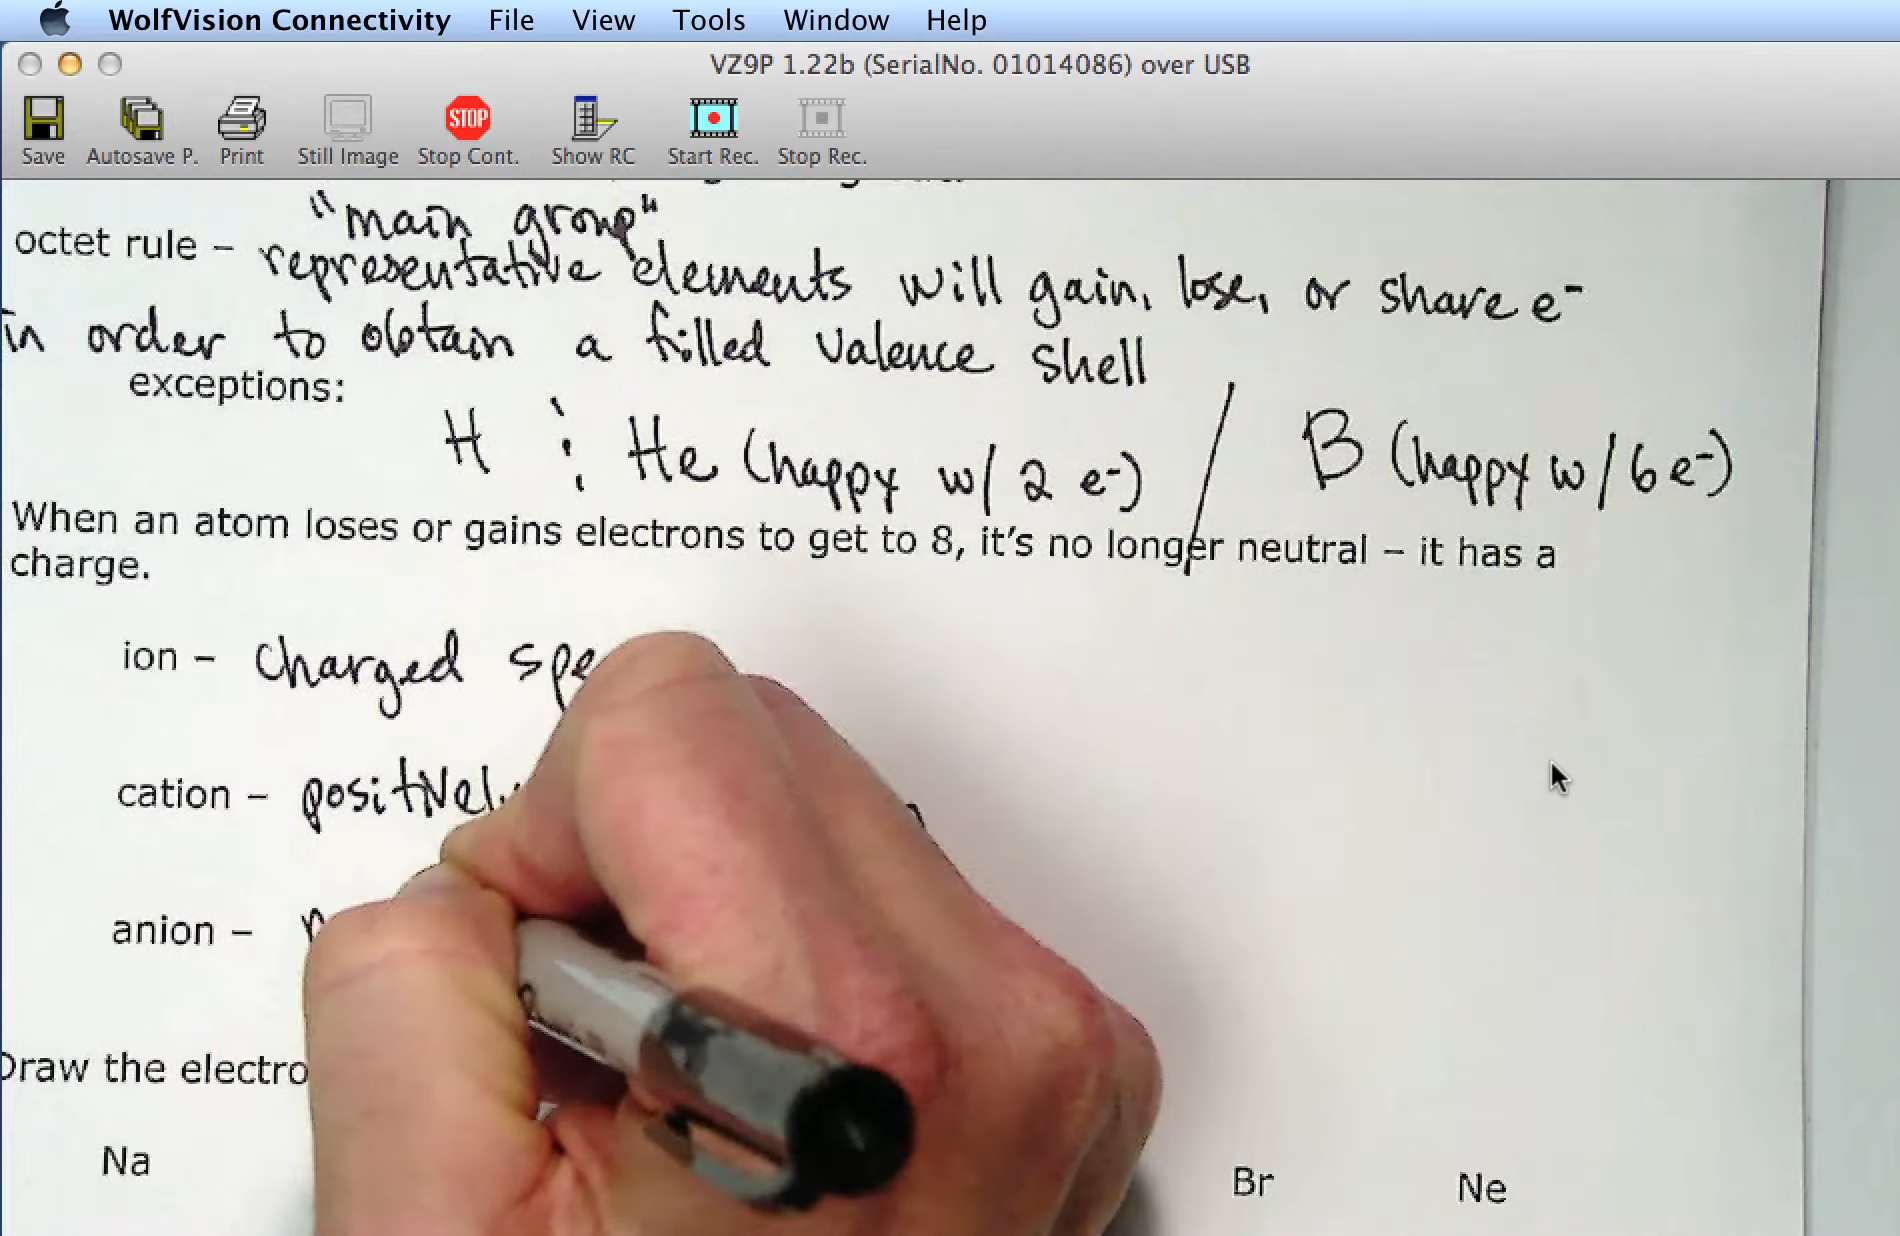 WolfVision Connectivity File View Tools Window Help
VZ9P 1.22b (SerialNo. 01014086) over USB
Save Autosave P. Print Still Image Stop Cont. Show RC Start Rec. Stop Rec.
STOP
"main group"
octet rule – representative elements will gain, lose, or share e⁻
in order to obtain a filled valence shell
exceptions:
H ; He (happy w/ 2 e⁻) / B (happy w/ 6 e⁻)
When an atom loses or gains electrons to get to 8, it's no longer neutral – it has a
charge.
ion – charged spe
cation – positively
anion –
Draw the electro
Na Br Ne